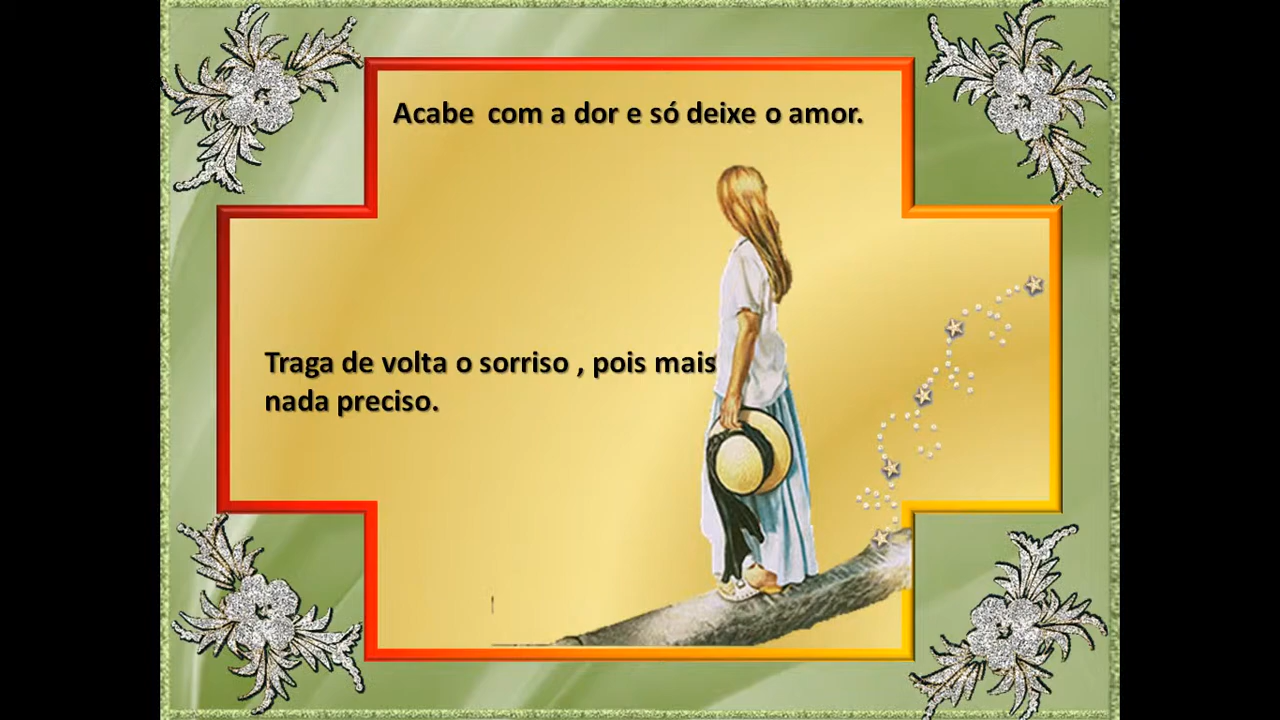 Acabe com a dor e só deixe o amor.
Traga de volta o sorriso , pois mais
nada preciso.